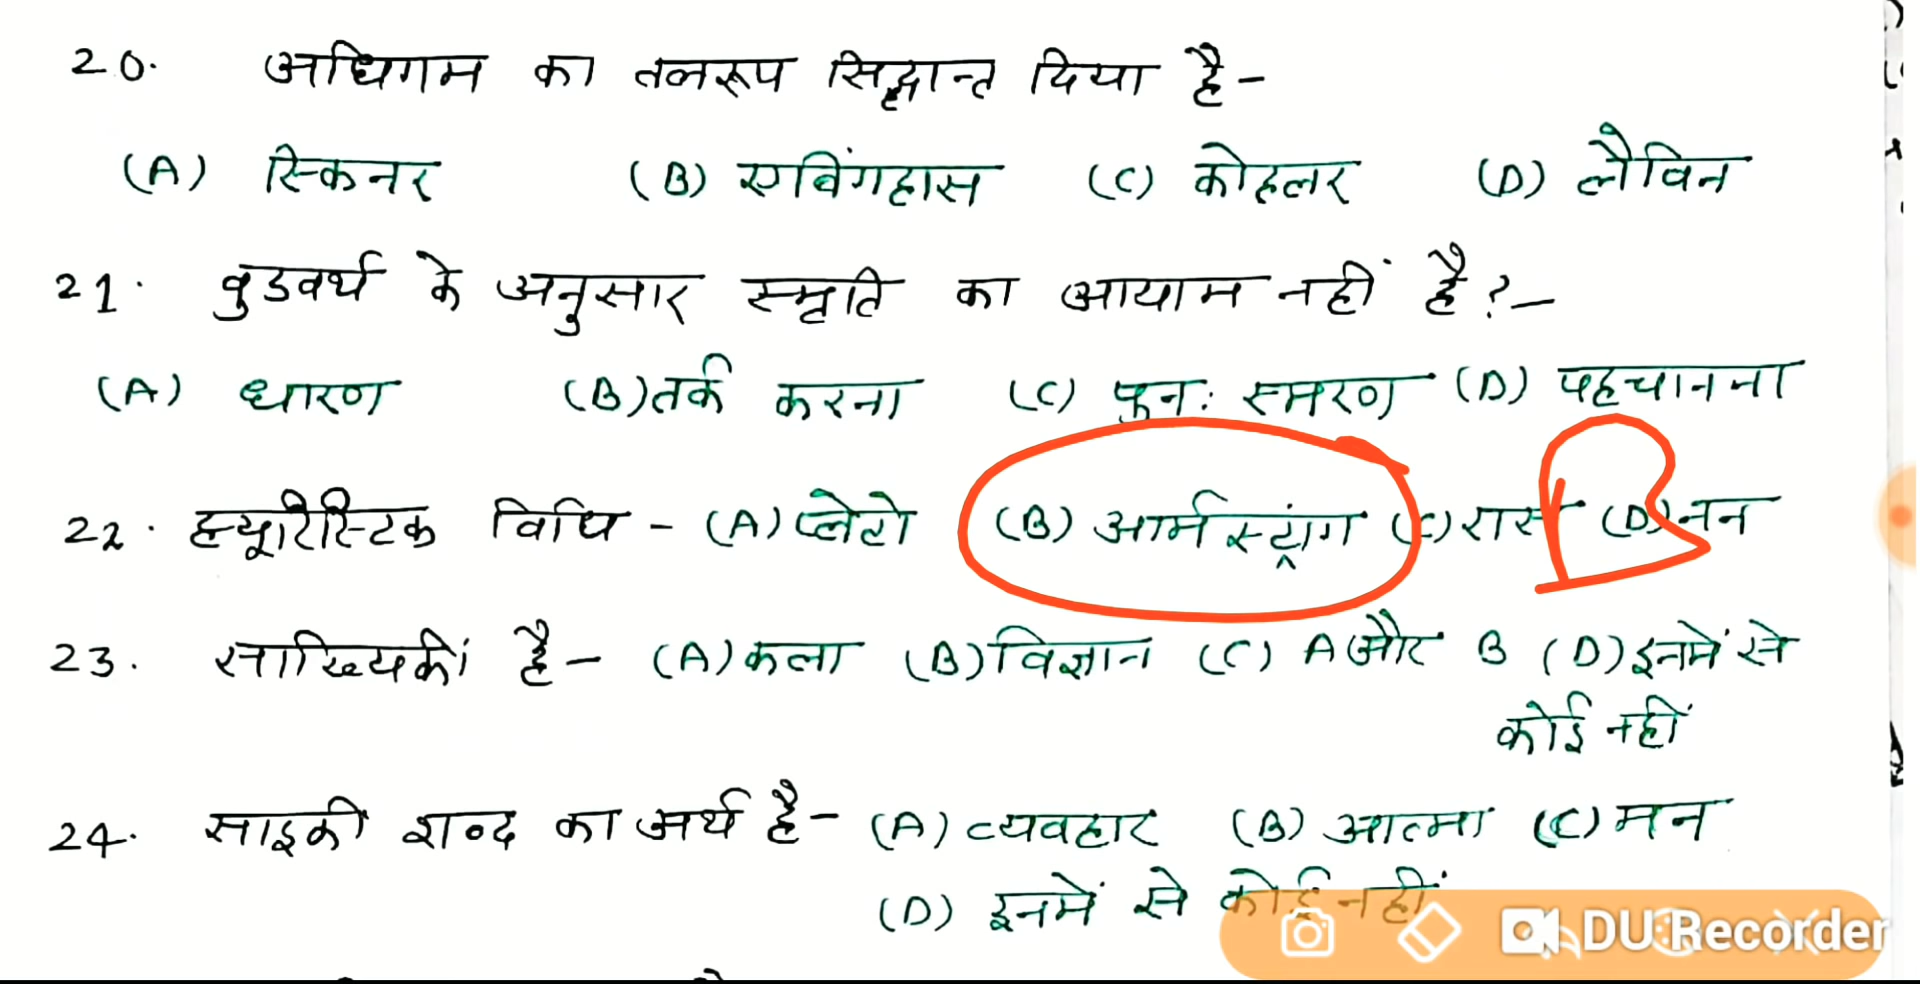 20. अधिगम का तलरूप सिद्धान्त दिया है-
(A) स्किनर (B) एबिंगहास (C) कोहलर (D) लैविन
21. वुडवर्थ के अनुसार स्मृति का आयाम नहीं है?-
(A) धारण (B) तर्क करना (C) पुनः स्मरण (D) पहचानना
22. ह्यूरिस्टिक विधि - (A) प्लेटो (B) आर्मस्ट्रांग (C) रास (D) नन B
23. सांख्यिकी है- (A) कला (B) विज्ञान (C) A और B (D) इनमें से
कोई नहीं
24. साइकी शब्द का अर्थ है- (A) व्यवहार (B) आत्मा (C) मन
(D) इनमें से कोई नहीं
DU Recorder